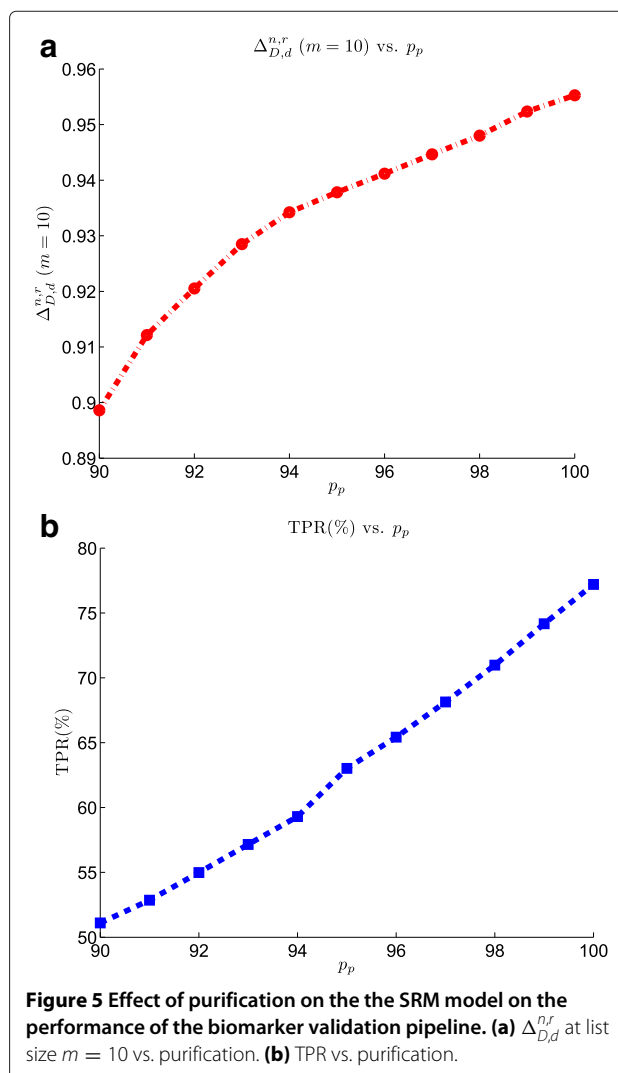 a
Δ_{D,d}^{n,r} (m = 10) vs. p_p
0.96
0.95
0.94
0.93
0.92
0.91
0.9
0.89
Δ_{D,d}^{n,r} (m = 10)
90 92 94 96 98 100
p_p
b
TPR(%) vs. p_p
80
75
70
65
60
55
50
TPR(%)
90 92 94 96 98 100
p_p
Figure 5 Effect of purification on the the SRM model on the
performance of the biomarker validation pipeline. (a) Δ_{D,d}^{n,r} at list
size m = 10 vs. purification. (b) TPR vs. purification.